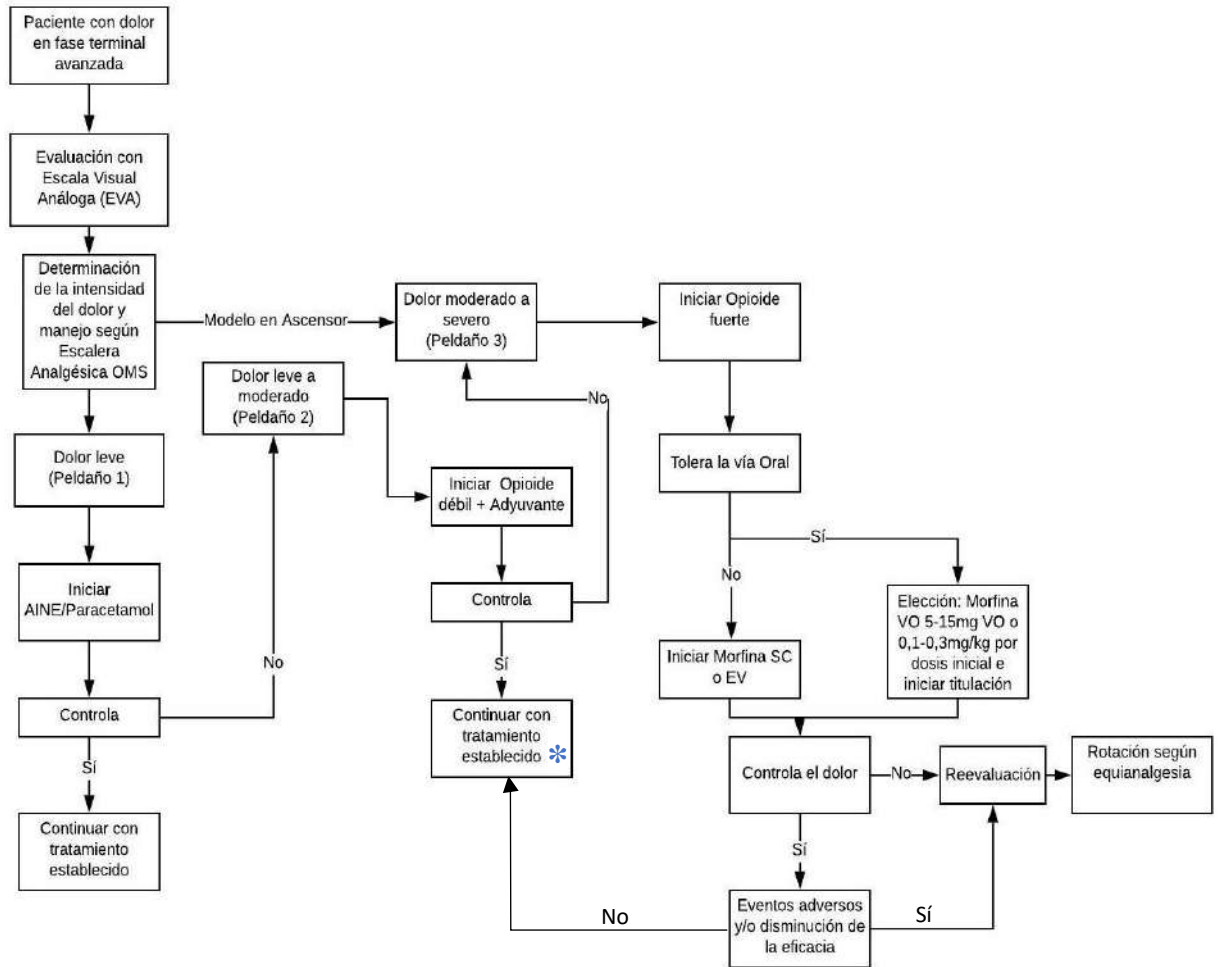 Paciente con dolor
en fase terminal
avanzada
Evaluación con
Escala Visual
Análoga (EVA)
Determinación
de la intensidad
del dolor y
manejo según
Escalera
Analgésica OMS
Modelo en Ascensor
Dolor leve
(Peldaño 1)
Iniciar
AINE/Paracetamol
Controla
No
Sí
Continuar con
tratamiento
establecido
Dolor leve a
moderado
(Peldaño 2)
Iniciar Opioide
débil + Adyuvante
Controla
No
Sí
Continuar con
tratamiento
establecido *
Dolor moderado a
severo
(Peldaño 3)
Iniciar Opioide
fuerte
Tolera la vía Oral
Sí
No
Iniciar Morfina SC
o EV
Elección: Morfina
VO 5-15mg VO o
0,1-0,3mg/kg por
dosis inicial e
iniciar titulación
Controla el dolor
No
Reevaluación
Rotación según
equianalgesia
Sí
Eventos adversos
y/o disminución de
la eficacia
No
Sí